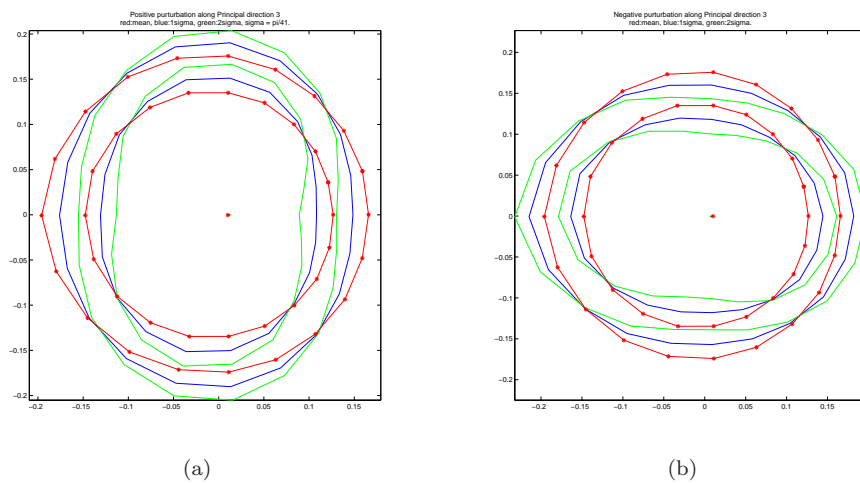 Positive purturbation along Principal direction 3
red:mean, blue:1sigma, green:2sigma, sigma = pi/41.
0.2
0.15
0.1
0.05
0
−0.05
−0.1
−0.15
−0.2
−0.2 −0.15 −0.1 −0.05 0 0.05 0.1 0.15
(a)
Negative purturbation along Principal direction 3
red:mean, blue:1sigma, green:2sigma.
0.2
0.15
0.1
0.05
0
−0.05
−0.1
−0.15
−0.2
−0.2 −0.15 −0.1 −0.05 0 0.05 0.1 0.15
(b)